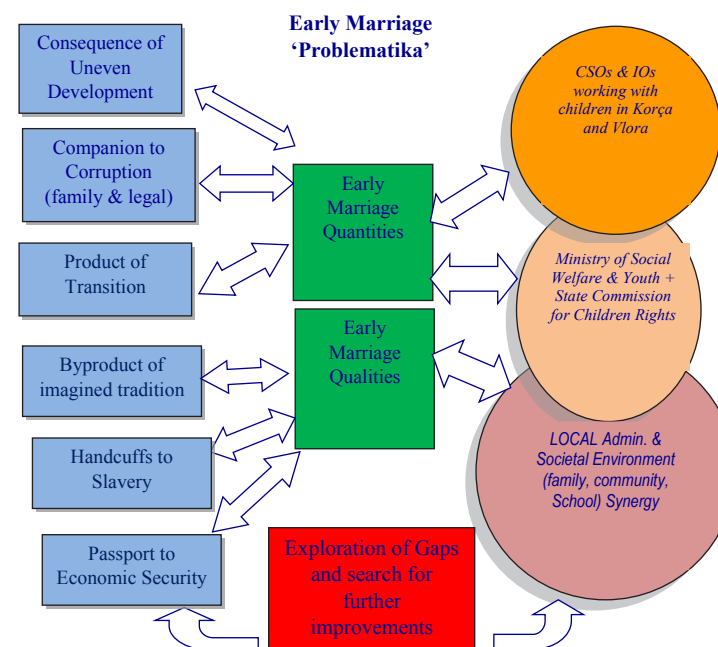 Early Marriage
‘Problematika’
Consequence of
Uneven
Development
Companion to
Corruption
(family & legal)
Product of
Transition
Byproduct of
imagined tradition
Handcuffs to
Slavery
Passport to
Economic Security
Early
Marriage
Quantities
Early
Marriage
Qualities
Exploration of Gaps
and search for
further
improvements
CSOs & IOs
working with
children in Korça
and Vlora
Ministry of Social
Welfare & Youth +
State Commission
for Children Rights
LOCAL Admin. &
Societal Environment
(family, community,
School) Synergy